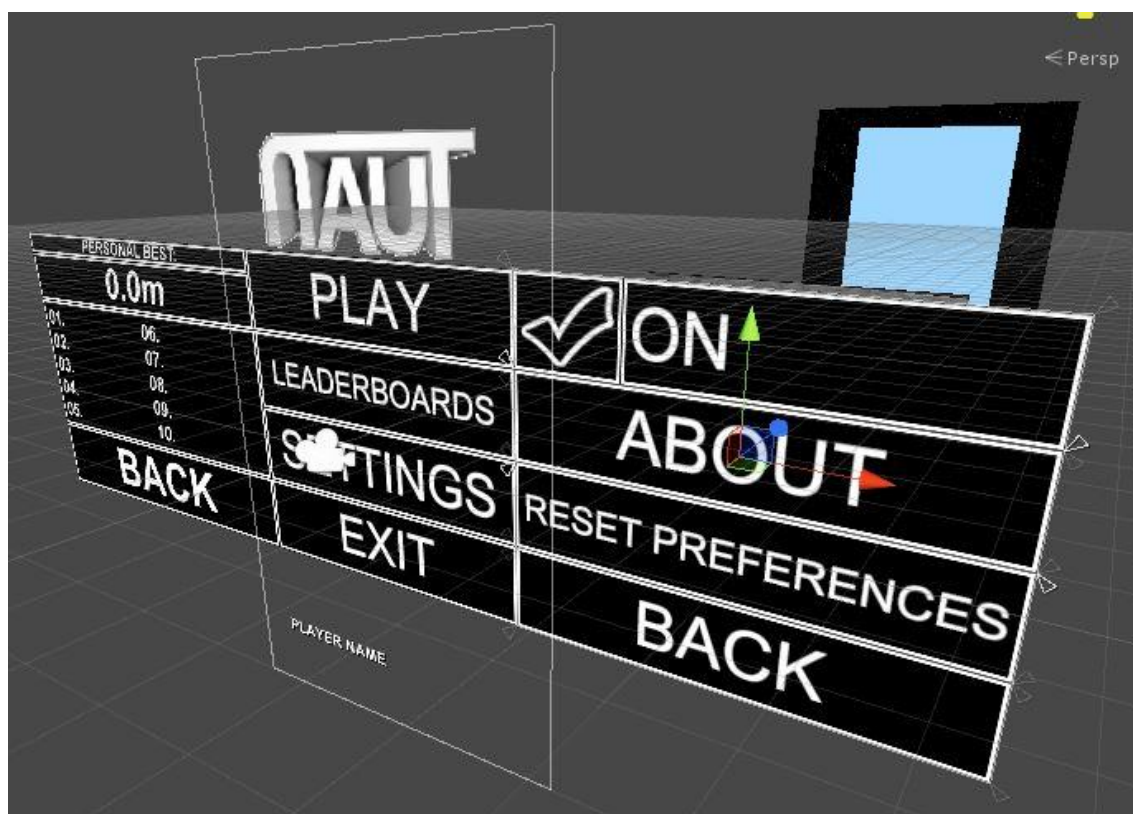 Persp
NAUT
PERSONAL BEST:
0.0m
01.
02.
03.
04.
05.
06.
07.
08.
09.
10.
BACK
PLAY
LEADERBOARDS
SETTINGS
EXIT
ON
ABOUT
RESET PREFERENCES
BACK
PLAYER NAME